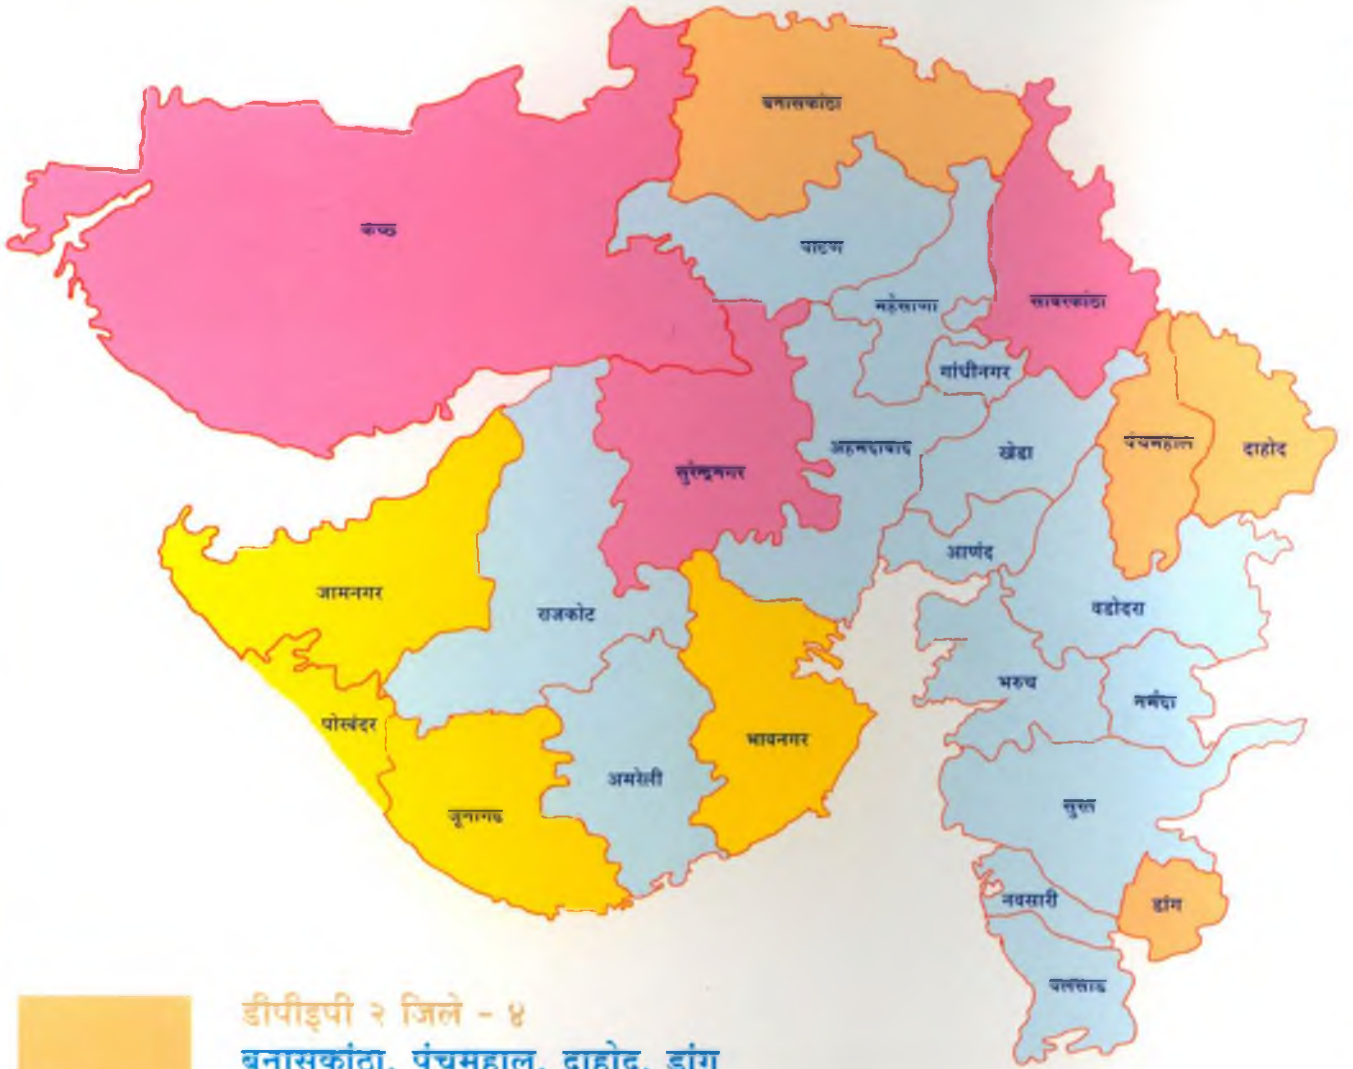 बनासकांठा
कच्छ
पाटण
महेसाणा
साबरकांठा
गांधीनगर
अहमदाबाद
खेडा
पंचमहाल
दाहोद
सुरेन्द्रनगर
आणंद
जामनगर
राजकोट
वडोदरा
भरुच
नर्मदा
पोरबंदर
भावनगर
अमरेली
जूनागढ
सुरत
नवसारी
डांग
वलसाड
डीपीइपी २ जिले - ४
बनासकांठा, पंचमहाल, दाहोद, डांग